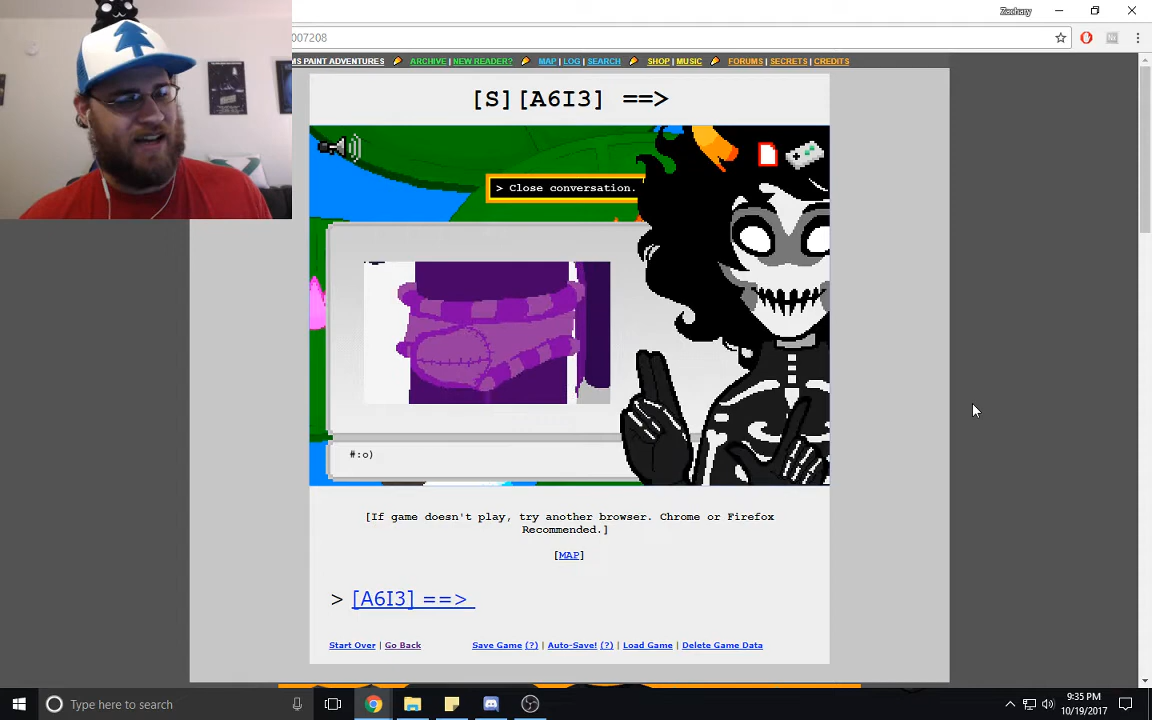 Zachary
007208
MS PAINT ADVENTURES ARCHIVE | NEW READER? MAP | LOG | SEARCH SHOP | MUSIC FORUMS | SECRETS | CREDITS
[S][A6I3] ==>
> Close conversation.
#:o)
[If game doesn't play, try another browser. Chrome or Firefox
Recommended.]
[MAP]
> [A6I3] ==>
Start Over | Go Back Save Game (?) | Auto-Save! (?) | Load Game | Delete Game Data
Type here to search
9:35 PM
10/19/2017